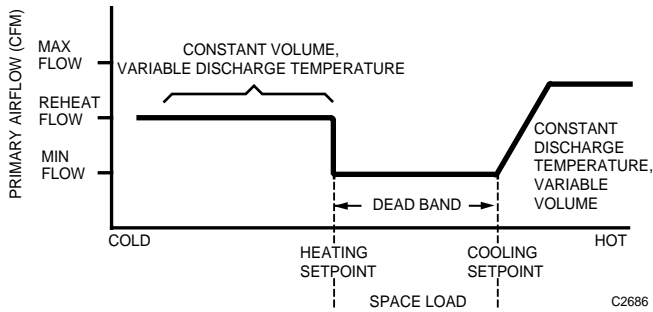 PRIMARY AIRFLOW (CFM)
MAX
FLOW
REHEAT
FLOW
MIN
FLOW
CONSTANT VOLUME,
VARIABLE DISCHARGE TEMPERATURE
CONSTANT
DISCHARGE
TEMPERATURE,
VARIABLE
VOLUME
DEAD BAND
COLD
HEATING
SETPOINT
COOLING
SETPOINT
HOT
SPACE LOAD
C2686